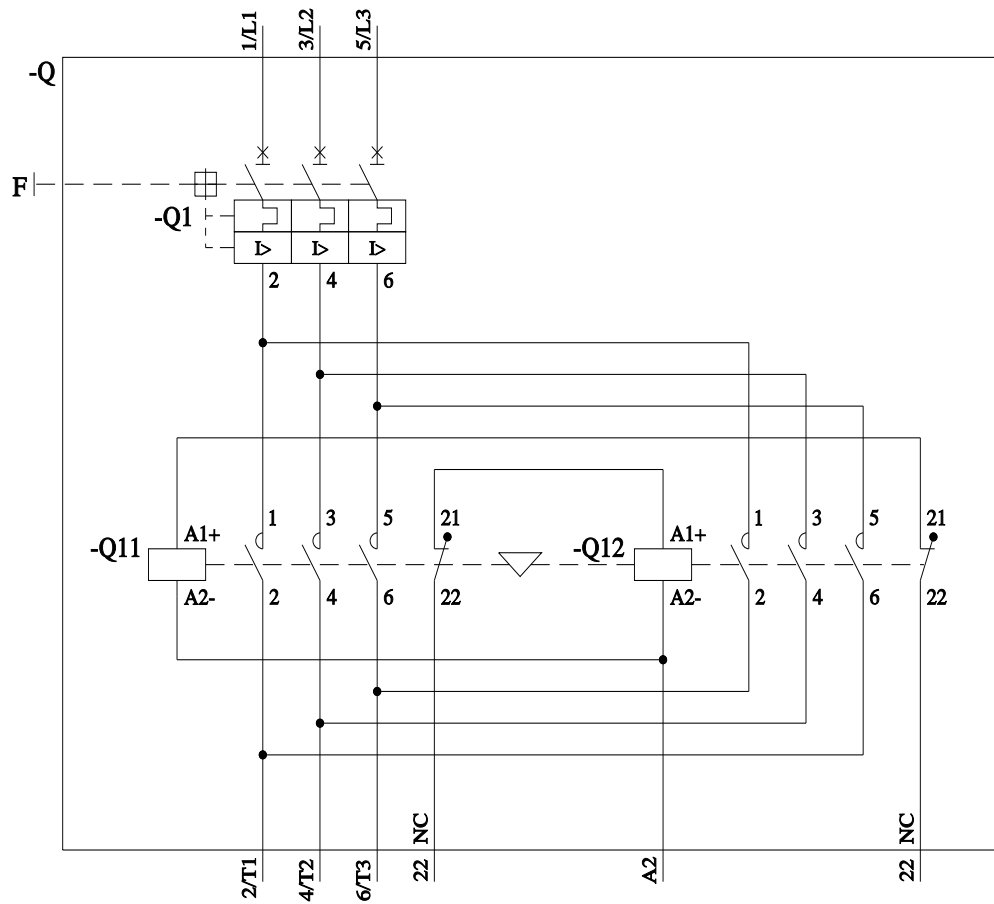 1/L1 3/L2 5/L3
-Q
F
-Q1
I> I> I>
2 4 6
1 3 5 21 1 3 5 21
-Q11 A1+ -Q12 A1+
A2- 2 4 6 22 A2- 2 4 6 22
NC NC
2/T1 4/T2 6/T3 22 A2 22